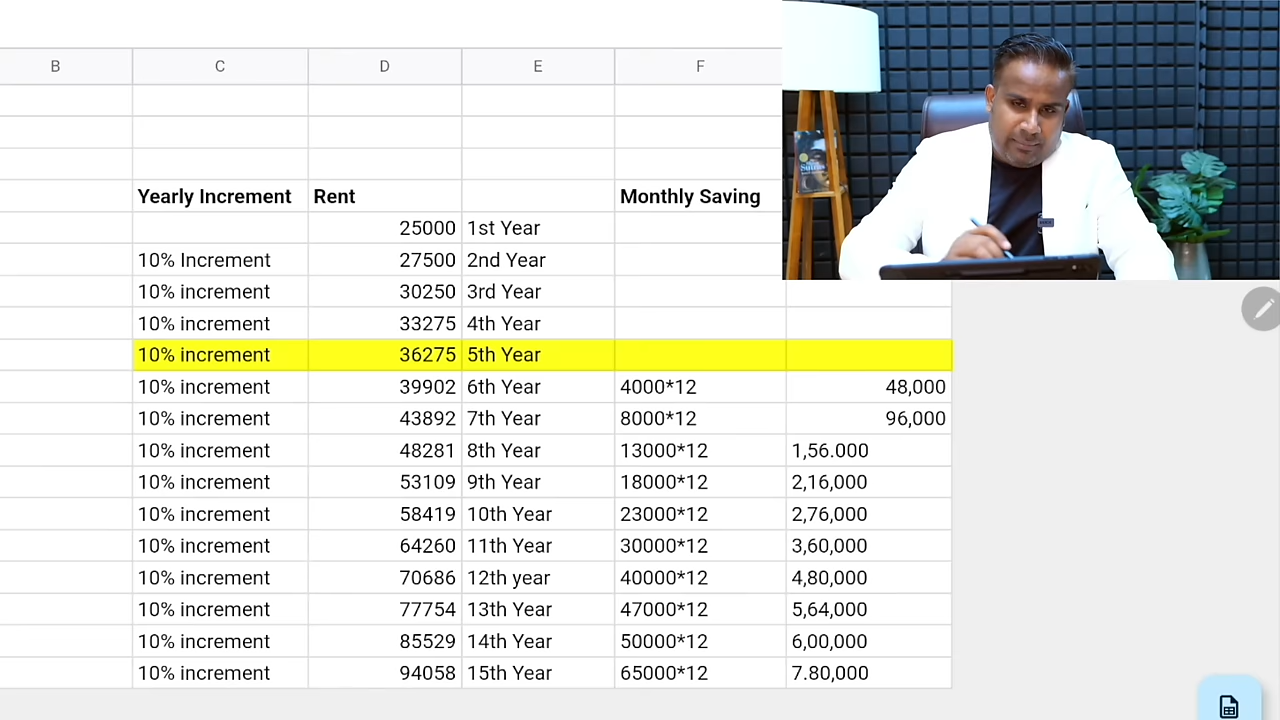 B C D E F
Yearly Increment Rent Monthly Saving
25000 1st Year
10% Increment 27500 2nd Year
10% increment 30250 3rd Year
10% increment 33275 4th Year
10% increment 36275 5th Year
10% increment 39902 6th Year 4000*12 48,000
10% increment 43892 7th Year 8000*12 96,000
10% increment 48281 8th Year 13000*12 1,56.000
10% increment 53109 9th Year 18000*12 2,16,000
10% increment 58419 10th Year 23000*12 2,76,000
10% increment 64260 11th Year 30000*12 3,60,000
10% increment 70686 12th year 40000*12 4,80,000
10% increment 77754 13th Year 47000*12 5,64,000
10% increment 85529 14th Year 50000*12 6,00,000
10% increment 94058 15th Year 65000*12 7.80,000